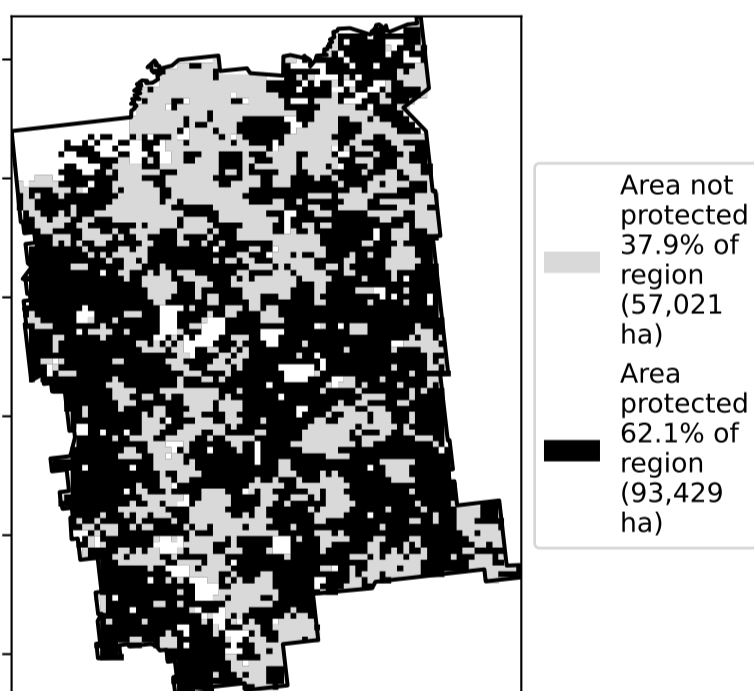 Area not
protected
37.9% of
region
(57,021
ha)
Area
protected
62.1% of
region
(93,429
ha)